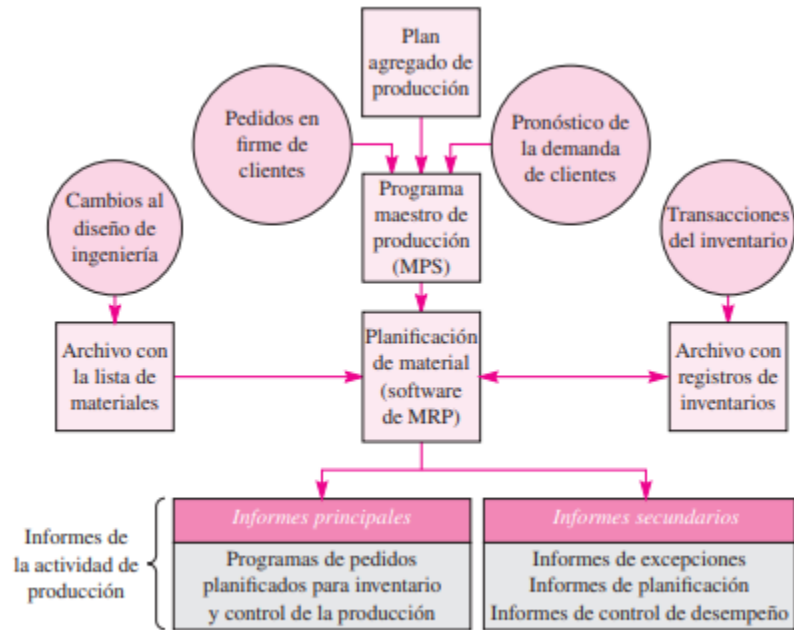 Plan
agregado de
producción
Pedidos en
firme de
clientes
Pronóstico de
la demanda
de clientes
Cambios al
diseño de
ingeniería
Programa
maestro de
producción
(MPS)
Transacciones
del inventario
Archivo con
la lista de
materiales
Planificación
de material
(software
de MRP)
Archivo con
registros de
inventarios
Informes de
la actividad de
producción
Informes principales
Programas de pedidos
planificados para inventario
y control de la producción
Informes secundarios
Informes de excepciones
Informes de planificación
Informes de control de desempeño